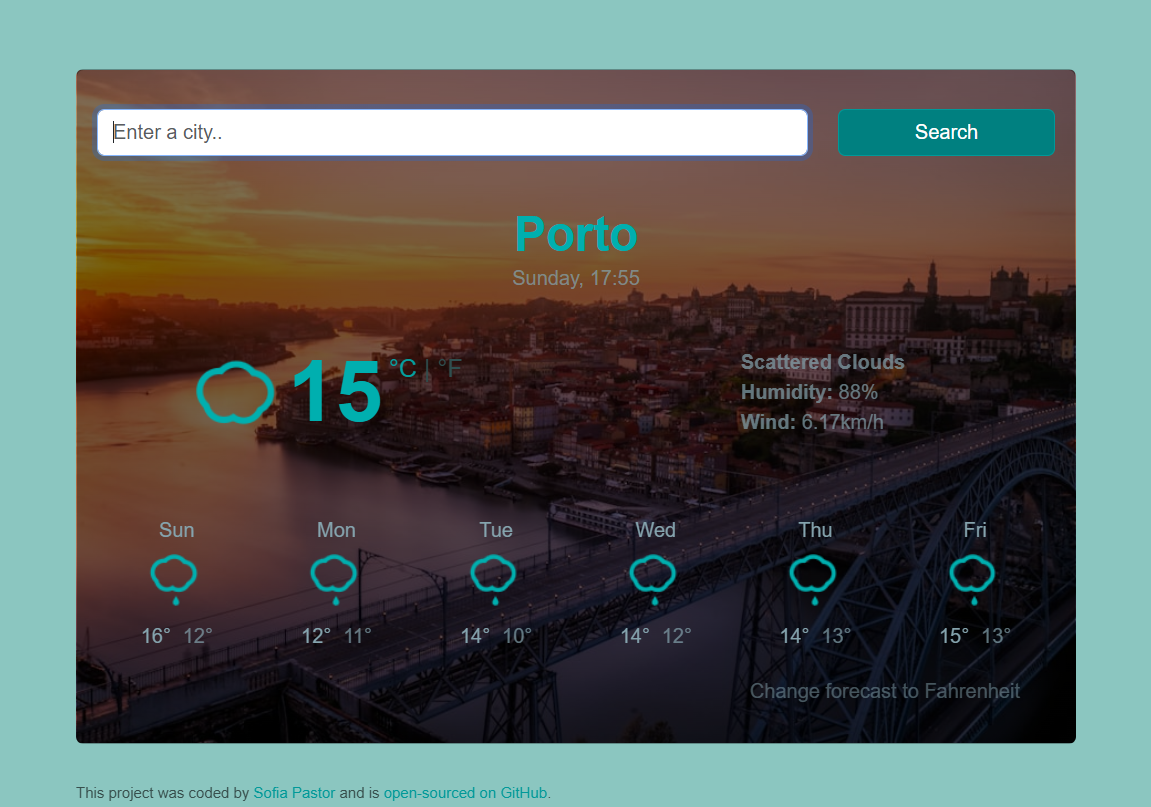 Enter a city..
Search
Porto
Sunday, 17:55
15 °C | °F
Scattered Clouds
Humidity: 88%
Wind: 6.17km/h
Sun Mon Tue Wed Thu Fri
16° 12° 12° 11° 14° 10° 14° 12° 14° 13° 15° 13°
Change forecast to Fahrenheit
This project was coded by Sofia Pastor and is open-sourced on GitHub.